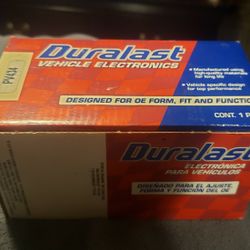 Duralast
VEHICLE ELECTRONICS
• Manufactured using
high-quality materials
for long life
• Vehicle specific design
for top performance
PV434
DESIGNED FOR OE FORM, FIT AND FUNCTION
CONT. 1
Duralast
ELECTRÓNICA
PARA VEHÍCULOS
DISEÑADO PARA EL AJUSTE,
FORMA Y FUNCIÓN DEL OE